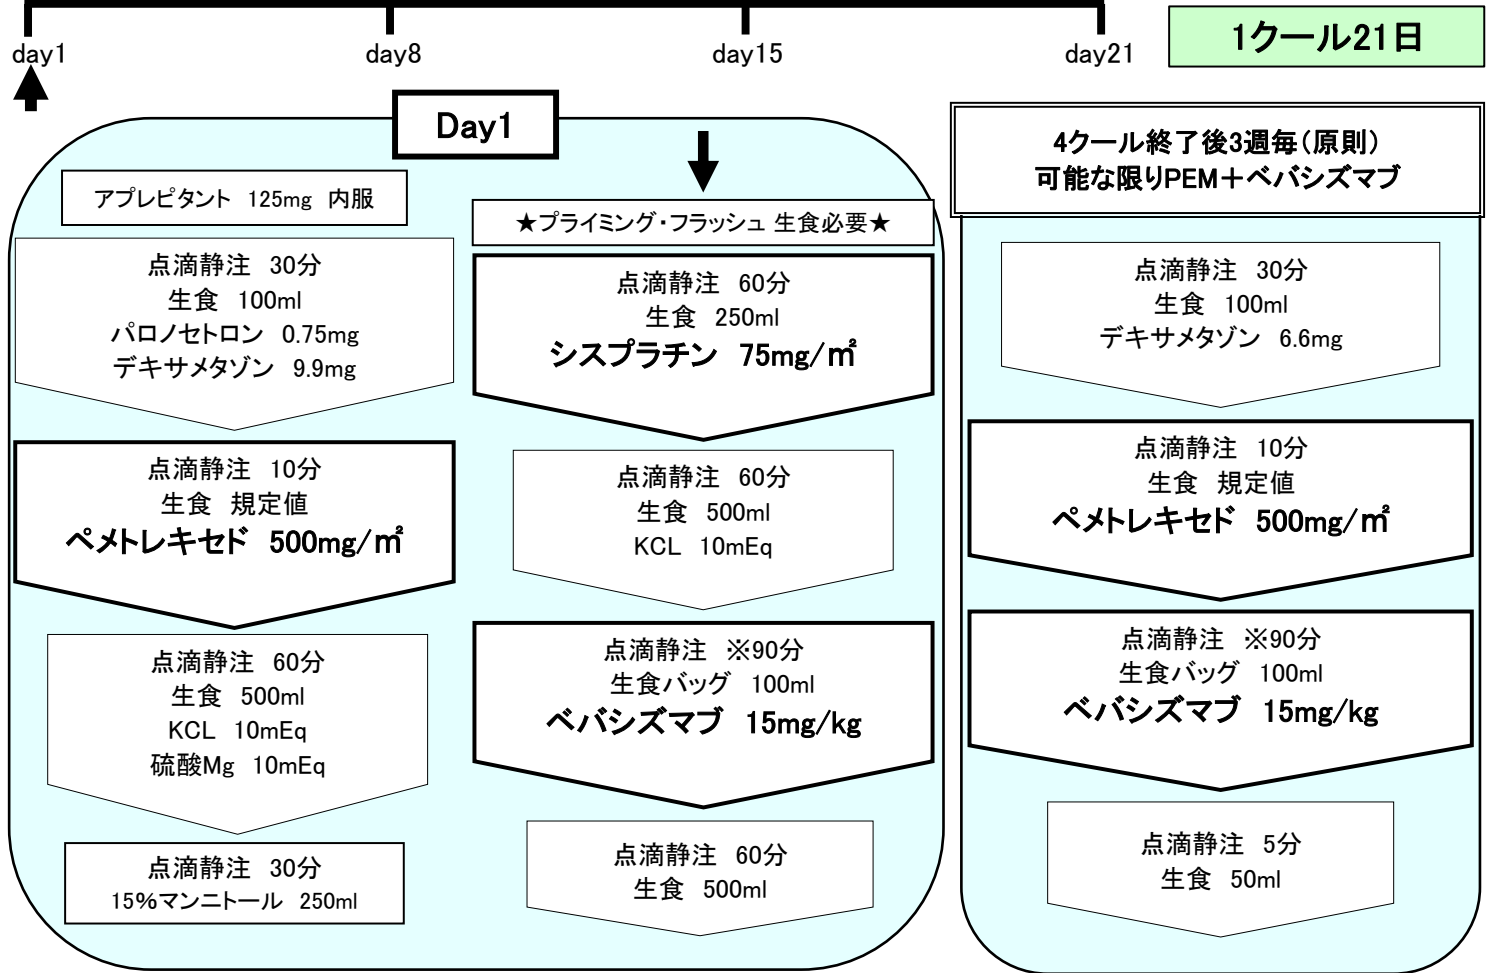 day1
day8
day15
day21
1クール21日
Day1
アプレピタント 125mg 内服
点滴静注 30分
生食 100ml
パロノセトロン 0.75mg
デキサメタゾン 9.9mg
点滴静注 10分
生食 規定値
ペメトレキセド 500mg/㎡
点滴静注 60分
生食 500ml
KCL 10mEq
硫酸Mg 10mEq
点滴静注 30分
15%マンニトール 250ml
★プライミング・フラッシュ 生食必要★
点滴静注 60分
生食 250ml
シスプラチン 75mg/㎡
点滴静注 60分
生食 500ml
KCL 10mEq
点滴静注 ※90分
生食バッグ 100ml
ベバシズマブ 15mg/kg
点滴静注 60分
生食 500ml
4クール終了後3週毎(原則)
可能な限りPEM+ベバシズマブ
点滴静注 30分
生食 100ml
デキサメタゾン 6.6mg
点滴静注 10分
生食 規定値
ペメトレキセド 500mg/㎡
点滴静注 ※90分
生食バッグ 100ml
ベバシズマブ 15mg/kg
点滴静注 5分
生食 50ml